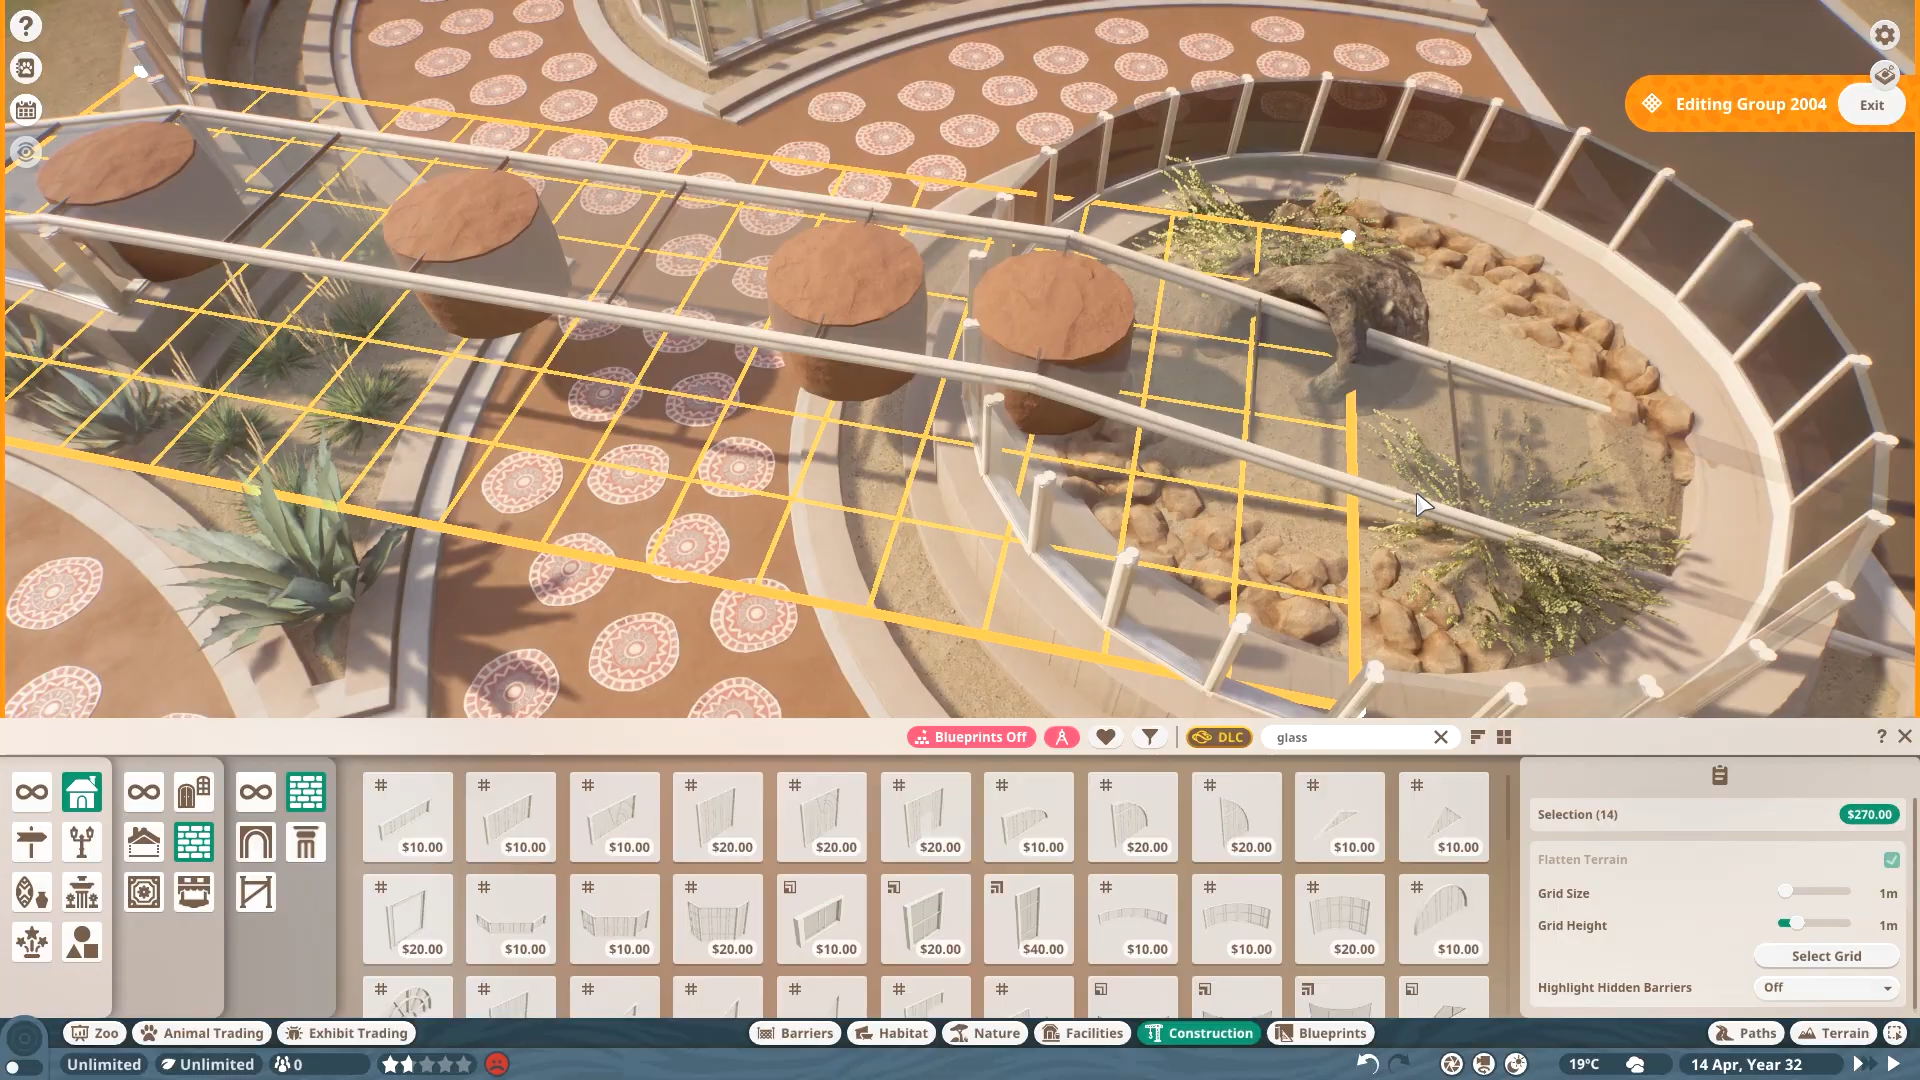 Editing Group 2004
Exit
Blueprints Off
DLC
glass
$10.00 $10.00 $10.00 $20.00 $20.00 $20.00 $10.00 $20.00 $20.00 $10.00 $10.00
$20.00 $10.00 $10.00 $20.00 $10.00 $20.00 $40.00 $10.00 $10.00 $20.00 $10.00
Selection (14) $270.00
Flatten Terrain
Grid Size 1m
Grid Height 1m
Select Grid
Highlight Hidden Barriers Off
Zoo Animal Trading Exhibit Trading Barriers Habitat Nature Facilities Construction Blueprints Paths Terrain
Unlimited Unlimited 0 19°C 14 Apr, Year 32